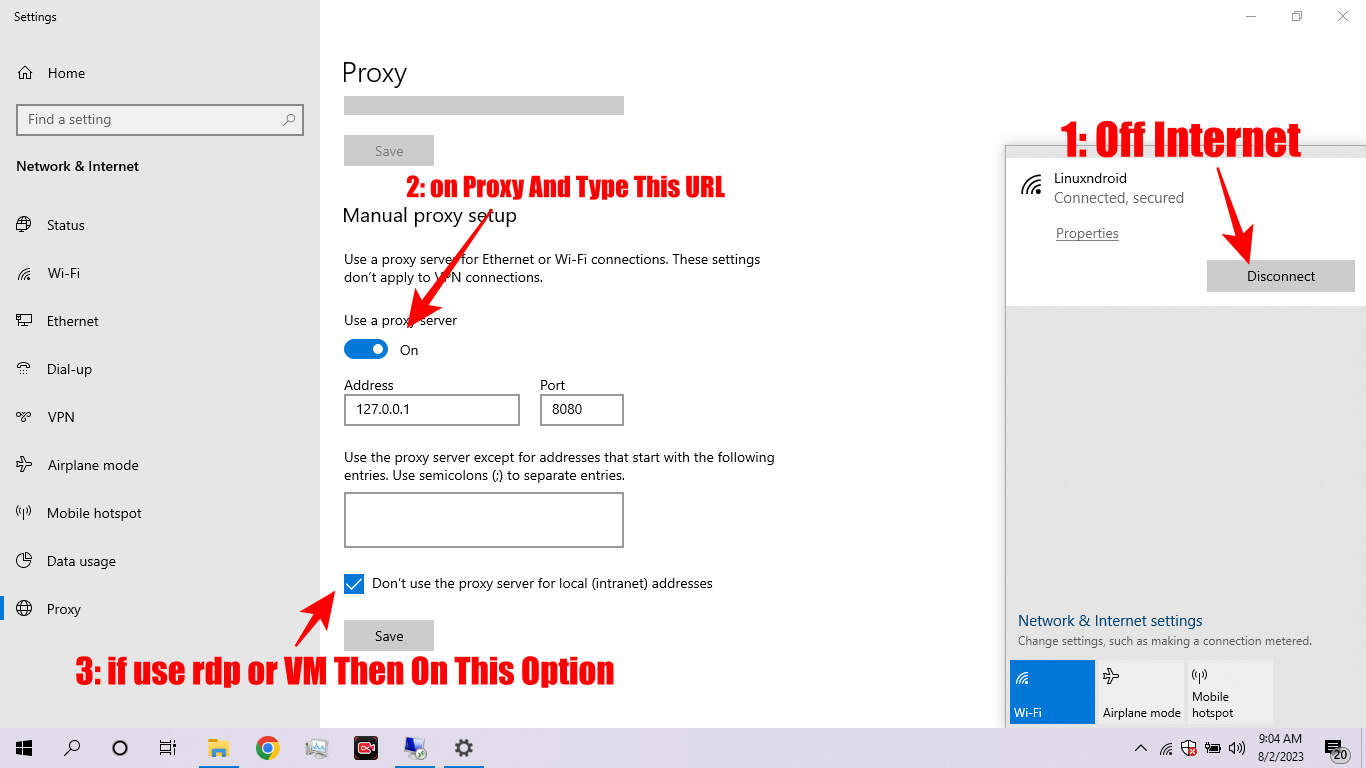 Settings
Home
Find a setting
Network & Internet
Status
Wi-Fi
Ethernet
Dial-up
VPN
Airplane mode
Mobile hotspot
Data usage
Proxy
Proxy
Save
2: on Proxy And Type This URL
Manual proxy setup
Use a proxy server for Ethernet or Wi-Fi connections. These settings
don't apply to VPN connections.
Use a proxy server
On
Address
Port
127.0.0.1
8080
Use the proxy server except for addresses that start with the following
entries. Use semicolons (;) to separate entries.
Don't use the proxy server for local (intranet) addresses
Save
3: if use rdp or VM Then On This Option
1: Off Internet
Linuxndroid
Connected, secured
Properties
Disconnect
Network & Internet settings
Change settings, such as making a connection metered.
Wi-Fi
Airplane mode
Mobile
hotspot
9:04 AM
8/2/2023
20